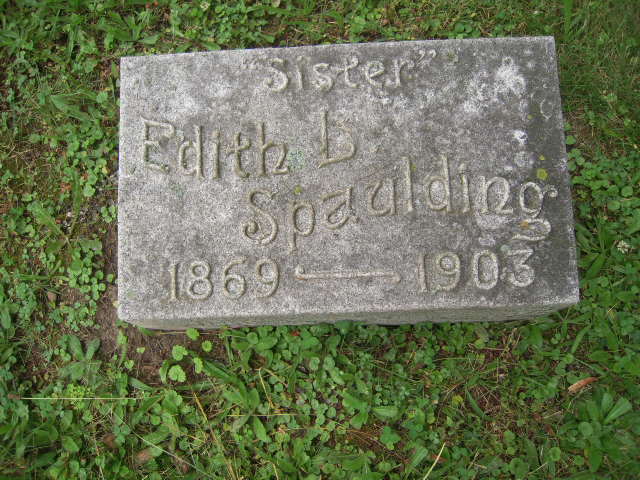 "Sister"
Edith L.
Spaulding
1869 — 1903